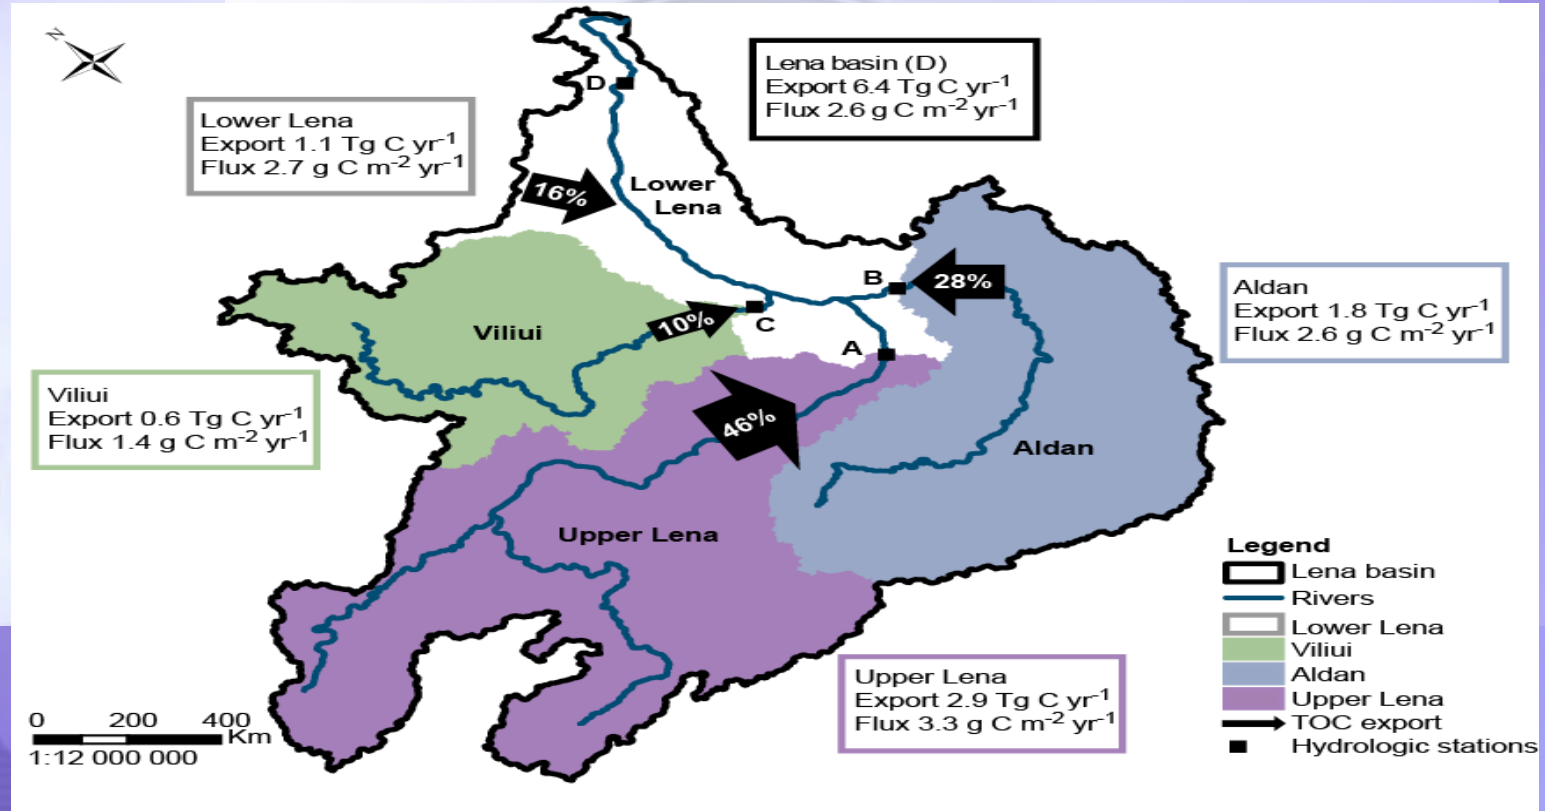 N
Lena basin (D)
Export 6.4 Tg C yr-1
Flux 2.6 g C m-2 yr-1
D
Lower Lena
Export 1.1 Tg C yr-1
Flux 2.7 g C m-2 yr-1
16%
Lower
Lena
B
28%
Aldan
Export 1.8 Tg C yr-1
Flux 2.6 g C m-2 yr-1
Viliui
10%
C
A
Viliui
Export 0.6 Tg C yr-1
Flux 1.4 g C m-2 yr-1
46%
Aldan
Upper Lena
Upper Lena
Export 2.9 Tg C yr-1
Flux 3.3 g C m-2 yr-1
Legend
Lena basin
Rivers
Lower Lena
Viliui
Aldan
Upper Lena
TOC export
Hydrologic stations
0 200 400
Km
1:12 000 000